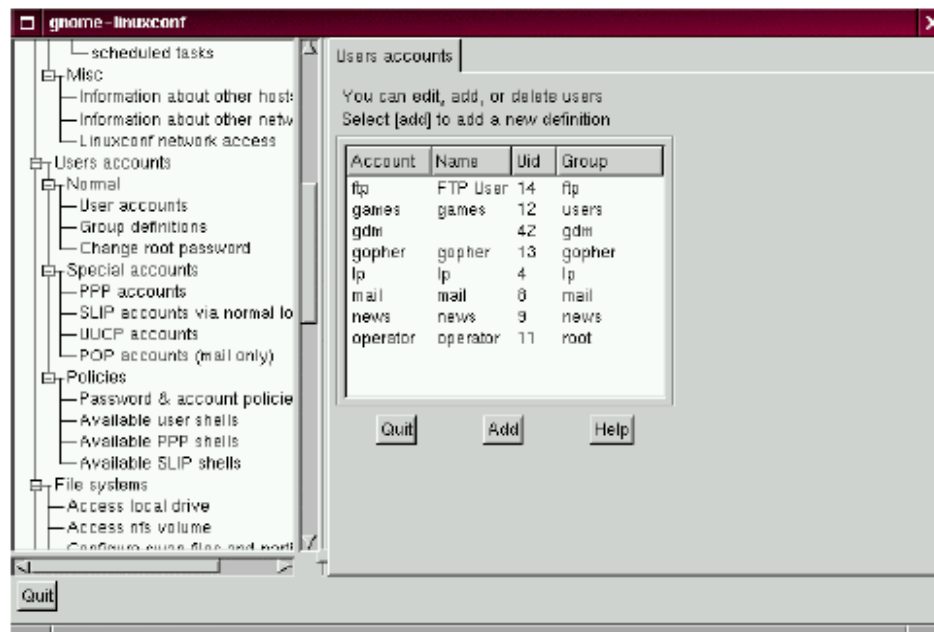 gnome-linuxconf
scheduled tasks
Misc
Information about other host
Information about other netw
Linuxconf network access
Users accounts
Normal
User accounts
Group definitions
Change root password
Special accounts
PPP accounts
SLIP accounts via normal lo
UUCP accounts
POP accounts (mail only)
Policies
Password & account policie
Available user shells
Available PPP shells
Available SLIP shells
File systems
Access local drive
Access nfs volume
Configure swap files and parti
Quit
Users accounts
You can edit, add, or delete users
Select [add] to add a new definition
Account Name Uid Group
ftp FTP User 14 ftp
games games 12 users
gdm 42 gdm
gopher gopher 13 gopher
lp lp 4 lp
mail mail 8 mail
news news 9 news
operator operator 11 root
Quit Add Help